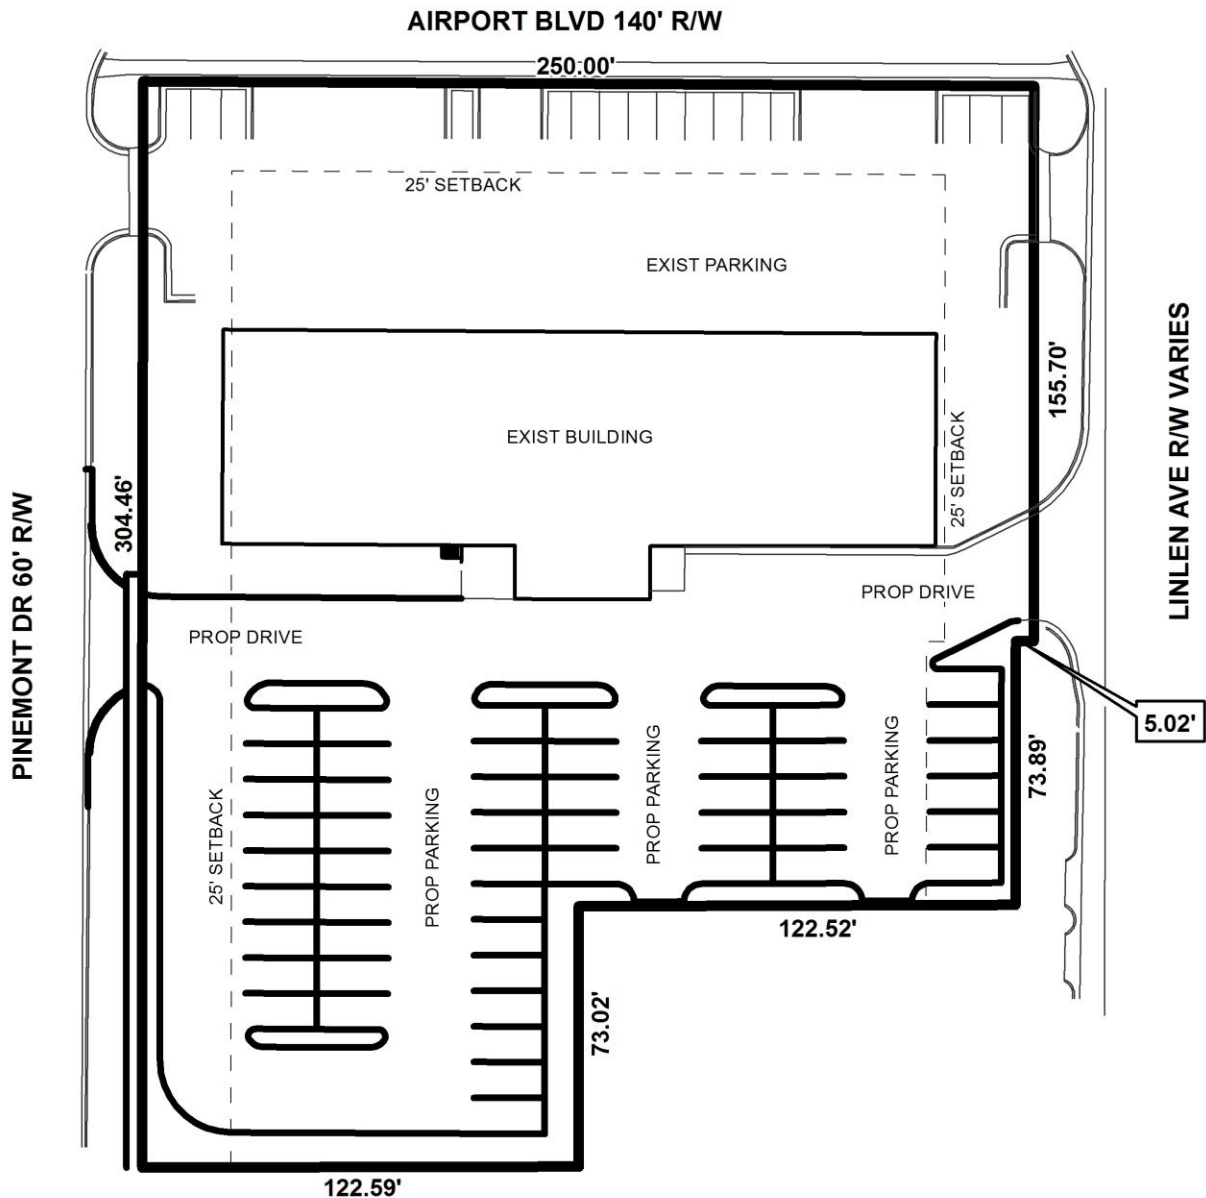 AIRPORT BLVD 140' R/W
250.00'
25' SETBACK
EXIST PARKING
155.70'
LINLEN AVE R/W VARIES
EXIST BUILDING
25' SETBACK
304.46'
PINEMONT DR 60' R/W
PROP DRIVE
PROP DRIVE
5.02'
73.89'
PROP PARKING
PROP PARKING
25' SETBACK
PROP PARKING
122.52'
73.02'
122.59'